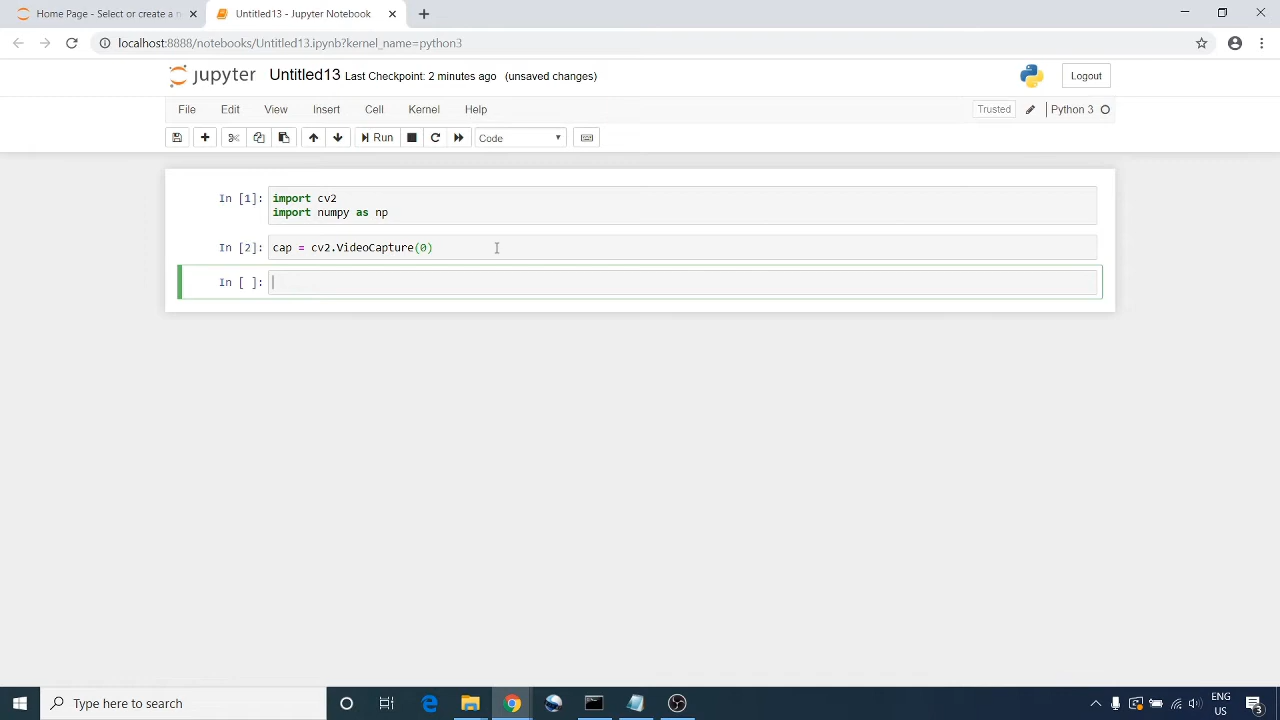 Home Page - Select or create a n
Untitled13 - Jupyter Notebook
localhost:8888/notebooks/Untitled13.ipynb?kernel_name=python3
jupyter Untitled13 Last Checkpoint: 2 minutes ago (unsaved changes) Logout
File Edit View Insert Cell Kernel Help Trusted Python 3
Run Code
In [1]: import cv2
import numpy as np
In [2]: cap = cv2.VideoCapture(0)
In [ ]:
Type here to search
ENG
US
3